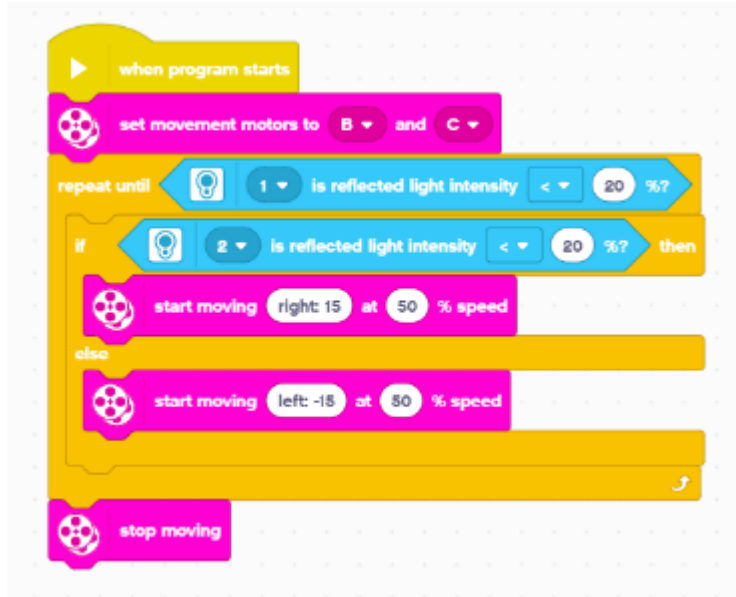 when program starts
set movement motors to B and C
repeat until 1 is reflected light intensity < 20 %?
if 2 is reflected light intensity < 20 %? then
start moving right: 15 at 50 % speed
else
start moving left: -15 at 50 % speed
stop moving